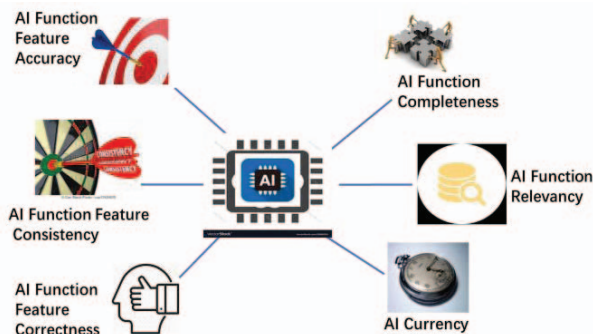 AI Function
Feature
Accuracy
AI Function
Completeness
CONSISTENCY
AI
AI Function
Relevancy
AI Function Feature
Consistency
AI Function
Feature
Correctness
AI Currency